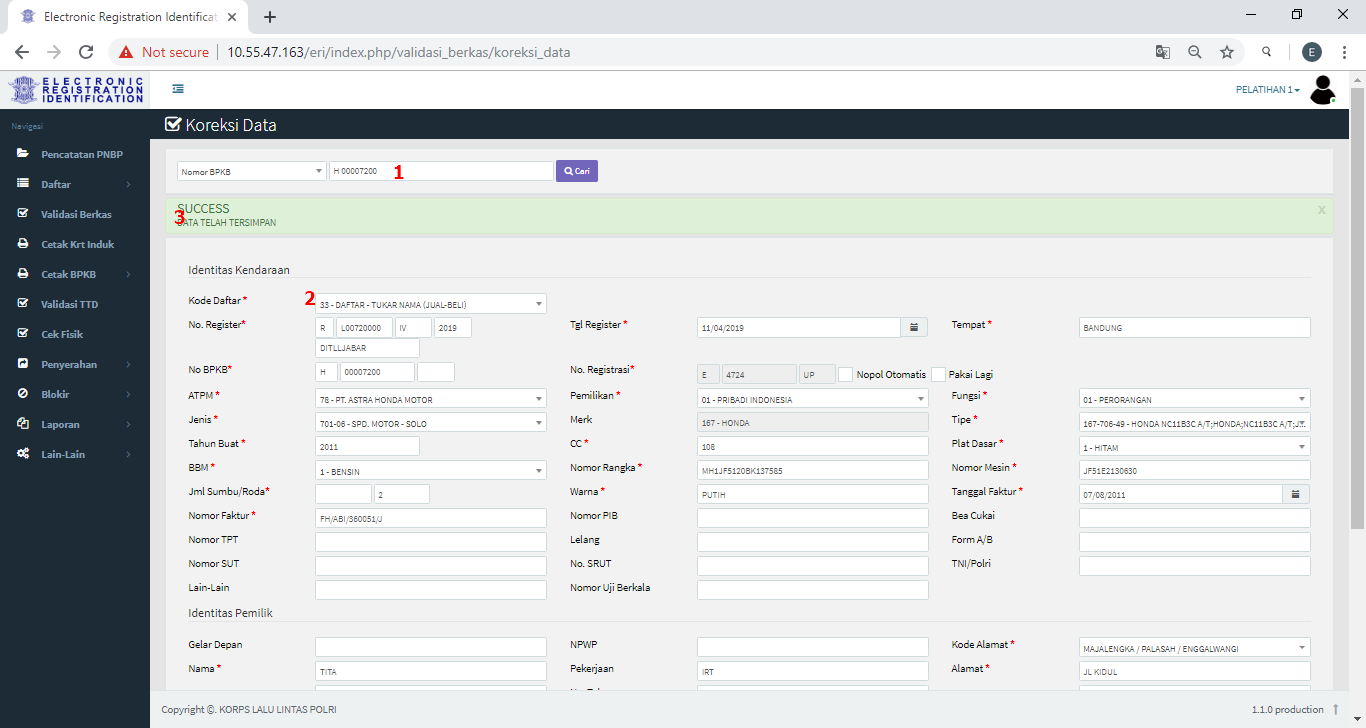 Electronic Registration Identificat
Not secure
10.55.47.163/eri/index.php/validasi_berkas/koreksi_data
E
ELECTRONIC
REGISTRATION
IDENTIFICATION
PELATIHAN 1
Navigasi
Koreksi Data
Pencatatan PNBP
Daftar
Validasi Berkas
Cetak Krt Induk
Cetak BPKB
Validasi TTD
Cek Fisik
Penyerahan
Blokir
Laporan
Lain-Lain
Nomor BPKB H 00007200 1 Cari
SUCCESS
3
DATA TELAH TERSIMPAN
X
Identitas Kendaraan
Kode Daftar * 2 33 - DAFTAR - TUKAR NAMA (JUAL-BELI)
No. Register* R L00720000 IV 2019 Tgl Register * 11/04/2019 Tempat * BANDUNG
DITLLJABAR
No BPKB* H 00007200 No. Registrasi* E 4724 UP Nopol Otomatis Pakai Lagi
ATPM * 78 - PT. ASTRA HONDA MOTOR Pemilikan * 01 - PRIBADI INDONESIA Fungsi * 01 - PERORANGAN
Jenis * 701-06 - SPD. MOTOR - SOLO Merk 167 - HONDA Tipe * 167-706-49 - HONDA NC11B3C A/T;HONDA;NC11B3C A/T;J
Tahun Buat * 2011 CC * 108 Plat Dasar * 1 - HITAM
BBM * 1 - BENSIN Nomor Rangka * MH1JF5120BK137585 Nomor Mesin * JF51E2130630
Jml Sumbu/Roda* 2 Warna * PUTIH Tanggal Faktur * 07/08/2011
Nomor Faktur * FH/ABI/360051/J Nomor PIB Bea Cukai
Nomor TPT Lelang Form A/B
Nomor SUT No. SRUT TNI/Polri
Lain-Lain Nomor Uji Berkala
Identitas Pemilik
Gelar Depan NPWP Kode Alamat * MAJALENGKA / PALASAH / ENGGALWANGI
Nama * TITA Pekerjaan IRT Alamat * JL KIDUL
Copyright ©. KORPS LALU LINTAS POLRI 1.1.0 production